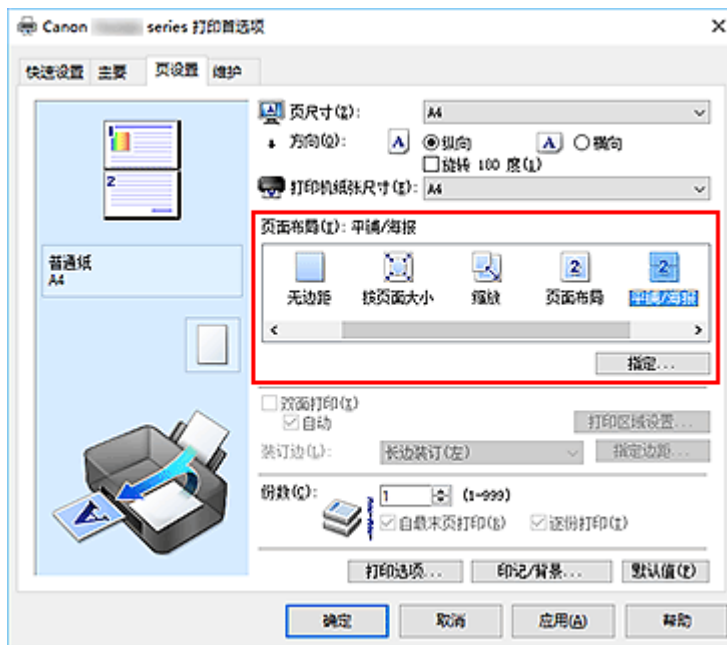 Canon series 打印首选项
快速设置 主要 页设置 维护
页尺寸(Z): A4
方向(O): A 纵向 A 横向
旋转 180 度(1)
打印机纸张尺寸(E): A4
页面布局(I): 平铺/海报
无边距 按页面大小 缩放 页面布局 平铺/海报
指定...
普通纸
A4
双面打印(X)
自动
打印区域设置...
装订边(L): 长边装订(左) 指定边距...
份数(C): 1 (1-999)
自最末页打印(B) 逐份打印(T)
打印选项... 印记/背景... 默认值(F)
确定 取消 应用(A) 帮助